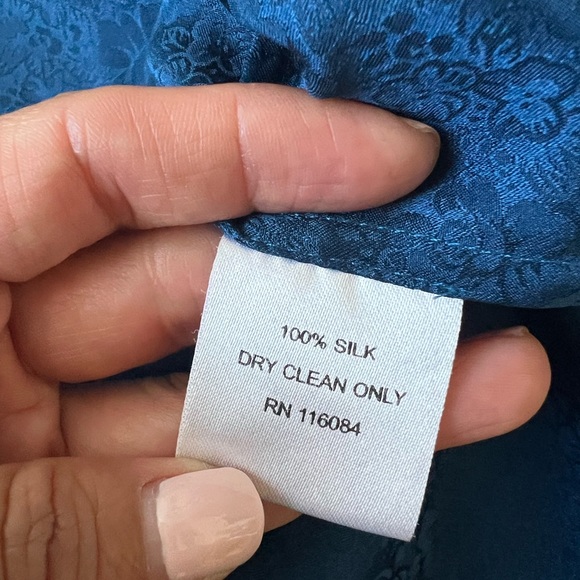 100% SILK
DRY CLEAN ONLY
RN 116084